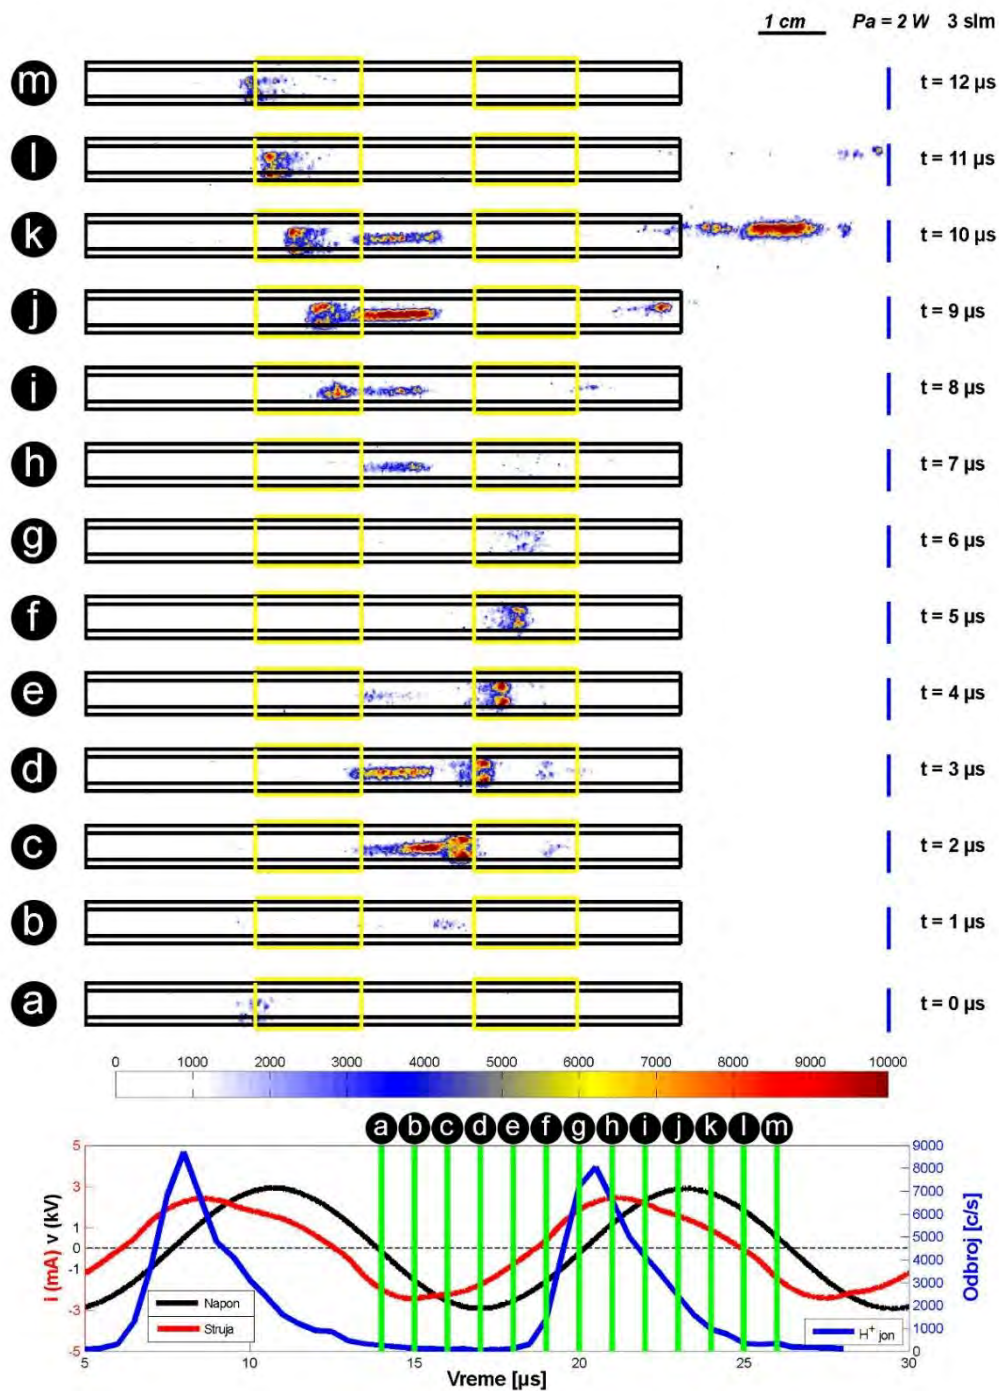 1 cm Pa = 2 W 3 slm
m t = 12 µs
l t = 11 µs
k t = 10 µs
j t = 9 µs
i t = 8 µs
h t = 7 µs
g t = 6 µs
f t = 5 µs
e t = 4 µs
d t = 3 µs
c t = 2 µs
b t = 1 µs
a t = 0 µs
0 1000 2000 3000 4000 5000 6000 7000 8000 9000 10000
a b c d e f g h i j k l m
5 3 1 0 -1 -3 -5
i (mA) v (kV)
9000 8000 7000 6000 5000 4000 3000 2000 1000 0
Odbroj [c/s]
Napon
Struja
H+ jon
5 10 15 20 25 30
Vreme [µs]